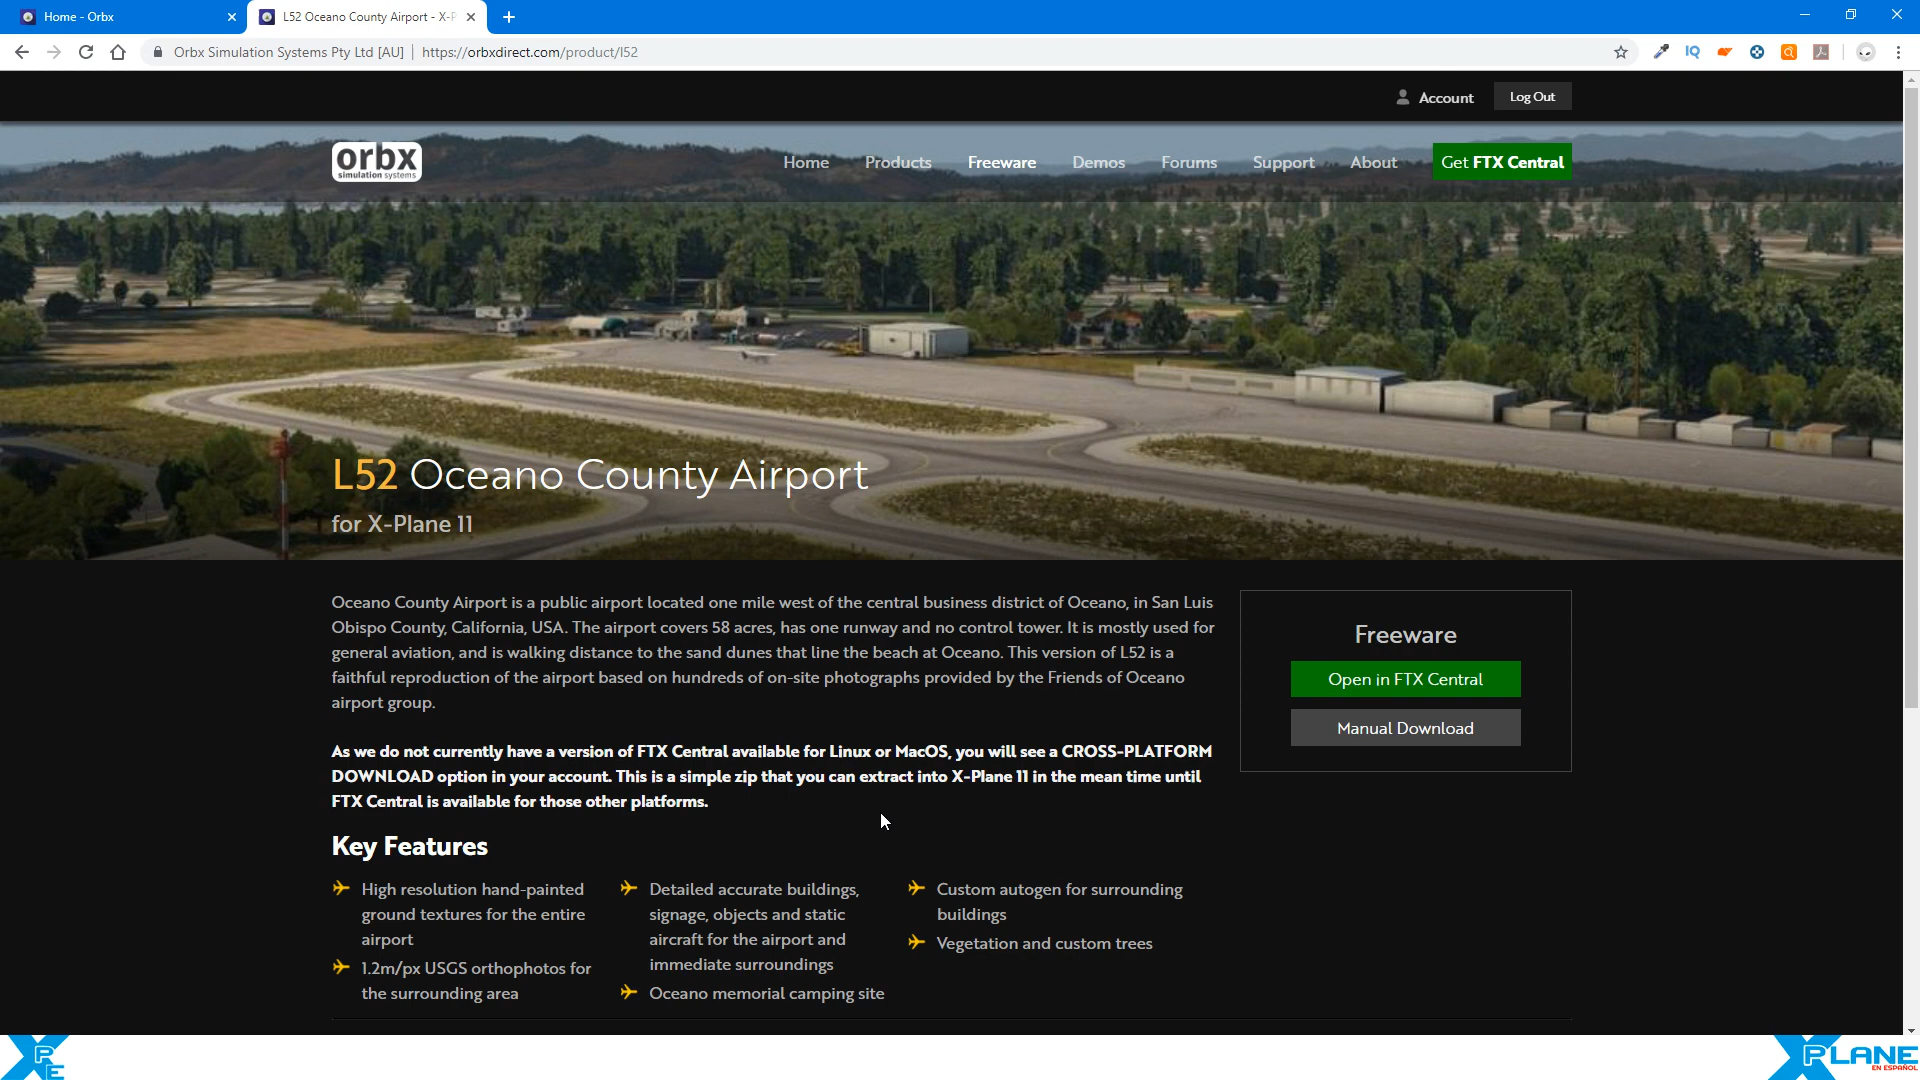 Home - Orbx
L52 Oceano County Airport - X-P
Orbx Simulation Systems Pty Ltd [AU] | https://orbxdirect.com/product/l52
IQ
Account
Log Out
orbx
simulation systems
Home
Products
Freeware
Demos
Forums
Support
About
Get FTX Central
L52 Oceano County Airport
for X-Plane 11
Oceano County Airport is a public airport located one mile west of the central business district of Oceano, in San Luis
Obispo County, California, USA. The airport covers 58 acres, has one runway and no control tower. It is mostly used for
general aviation, and is walking distance to the sand dunes that line the beach at Oceano. This version of L52 is a
faithful reproduction of the airport based on hundreds of on-site photographs provided by the Friends of Oceano
airport group.
As we do not currently have a version of FTX Central available for Linux or MacOS, you will see a CROSS-PLATFORM
DOWNLOAD option in your account. This is a simple zip that you can extract into X-Plane 11 in the mean time until
FTX Central is available for those other platforms.
Freeware
Open in FTX Central
Manual Download
Key Features
High resolution hand-painted
ground textures for the entire
airport
1.2m/px USGS orthophotos for
the surrounding area
Detailed accurate buildings,
signage, objects and static
aircraft for the airport and
immediate surroundings
Oceano memorial camping site
Custom autogen for surrounding
buildings
Vegetation and custom trees
XPE
XPLANE
EN ESPAÑOL